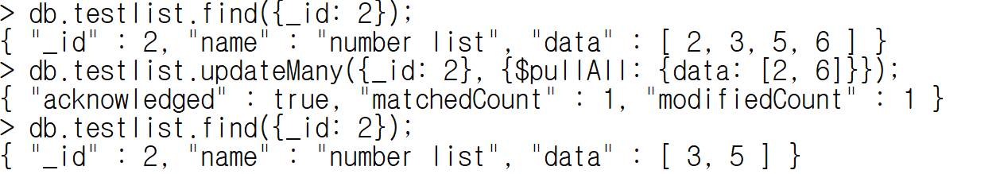 > db.testlist.find({_id: 2});
{ "_id" : 2, "name" : "number list", "data" : [ 2, 3, 5, 6 ] }
> db.testlist.updateMany({_id: 2}, {$pullAll: {data: [2, 6]}});
{ "acknowledged" : true, "matchedCount" : 1, "modifiedCount" : 1 }
> db.testlist.find({_id: 2});
{ "_id" : 2, "name" : "number list", "data" : [ 3, 5 ] }